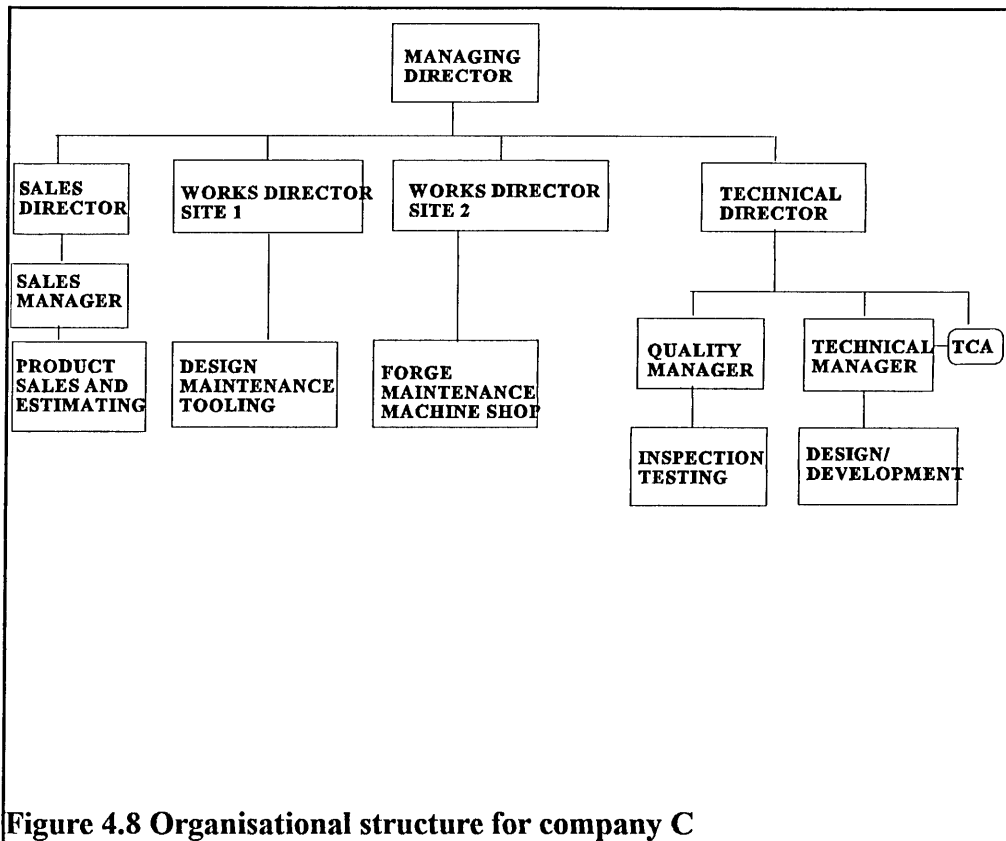 MANAGING
DIRECTOR
SALES
DIRECTOR
WORKS DIRECTOR
SITE 1
WORKS DIRECTOR
SITE 2
TECHNICAL
DIRECTOR
SALES
MANAGER
QUALITY
MANAGER
TECHNICAL
MANAGER
TCA
PRODUCT
SALES AND
ESTIMATING
DESIGN
MAINTENANCE
TOOLING
FORGE
MAINTENANCE
MACHINE SHOP
INSPECTION
TESTING
DESIGN/
DEVELOPMENT
Figure 4.8 Organisational structure for company C